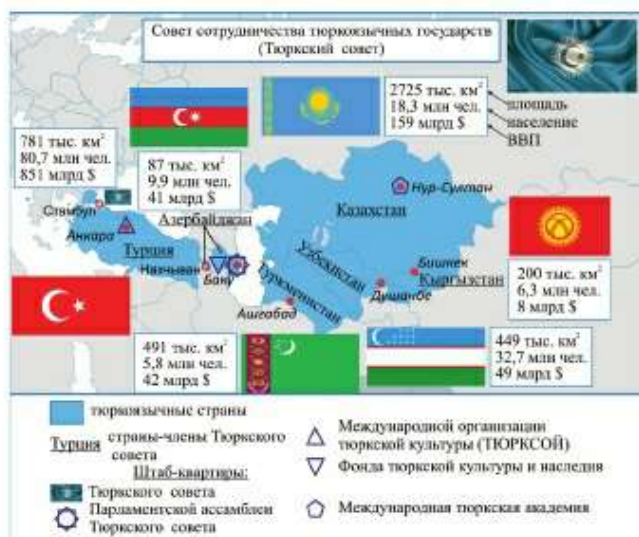 Совет сотрудничества тюркоязычных государств
(Тюркский совет)
2725 тыс. км²
18,3 млн чел.
159 млрд $
площадь
население
ВВП
781 тыс. км²
80,7 млн чел.
851 млрд $
87 тыс. км²
9,9 млн чел.
41 млрд $
Азербайджан
Стамбул
Анкара
Турция
Нахчыван
Баку
Нур-Султан
Казахстан
Узбекистан
Туркменистан
Ашгабад
Бишкек
Кыргызстан
Душанбе
200 тыс. км²
6,3 млн чел.
8 млрд $
491 тыс. км²
5,8 млн чел.
42 млрд $
449 тыс. км²
32,7 млн чел.
49 млрд $
тюркоязычные страны
Турция страны-члены Тюркского
совета
Штаб-квартиры:
Тюркского совета
Парламентской ассамблеи
Тюркского совета
Международной организации
тюркской культуры (ТЮРКСОЙ)
Фонда тюркской культуры и наследия
Международная тюркская академия